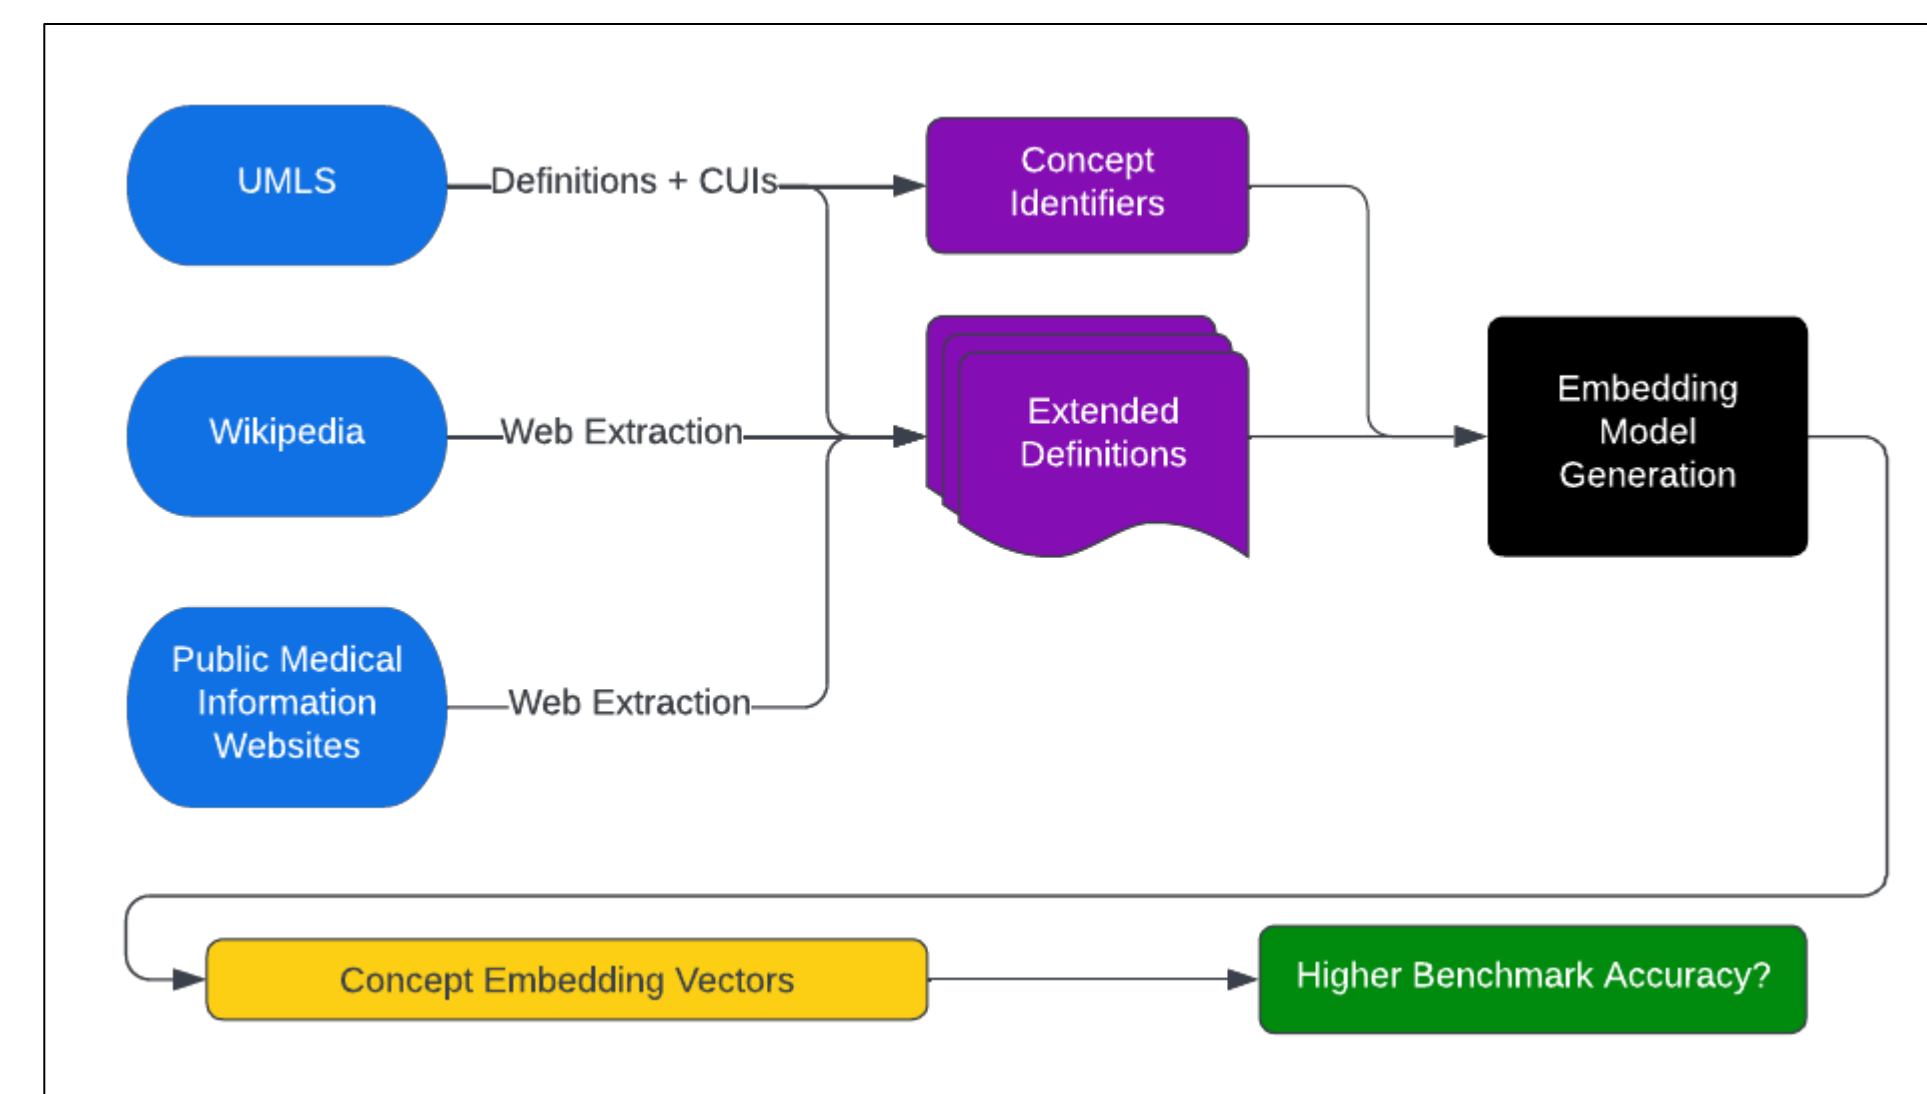 UMLS
Definitions + CUIs
Concept
Identifiers
Wikipedia
Web Extraction
Extended
Definitions
Embedding
Model
Generation
Public Medical
Information
Websites
Web Extraction
Concept Embedding Vectors
Higher Benchmark Accuracy?